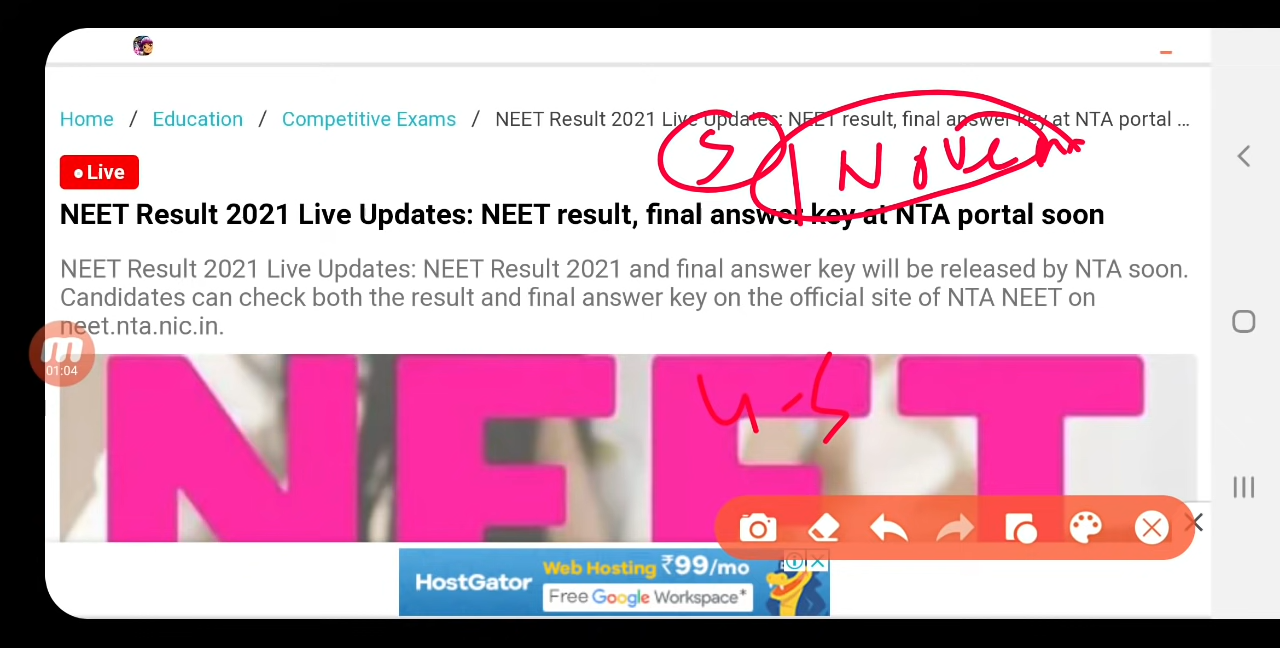 Home / Education / Competitive Exams / NEET Result 2021 Live Updates: NEET result, final answer key at NTA portal ...
5 Novem
Live
NEET Result 2021 Live Updates: NEET result, final answer key at NTA portal soon
NEET Result 2021 Live Updates: NEET Result 2021 and final answer key will be released by NTA soon.
Candidates can check both the result and final answer key on the official site of NTA NEET on
neet.nta.nic.in.
01:04
NEET
4-5
HostGator Web Hosting ₹99/mo
Free Google Workspace*